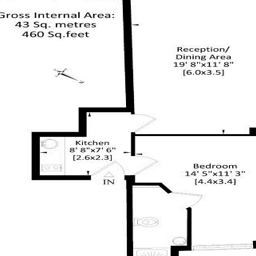 Gross Internal Area:
43 Sq. metres
460 Sq.feet
Reception/
Dining Area
19' 8"x11' 8"
[6.0x3.5]
Kitchen
8' 8"x7' 6"
[2.6x2.3]
IN
Bedroom
14' 5"x11' 3"
[4.4x3.4]